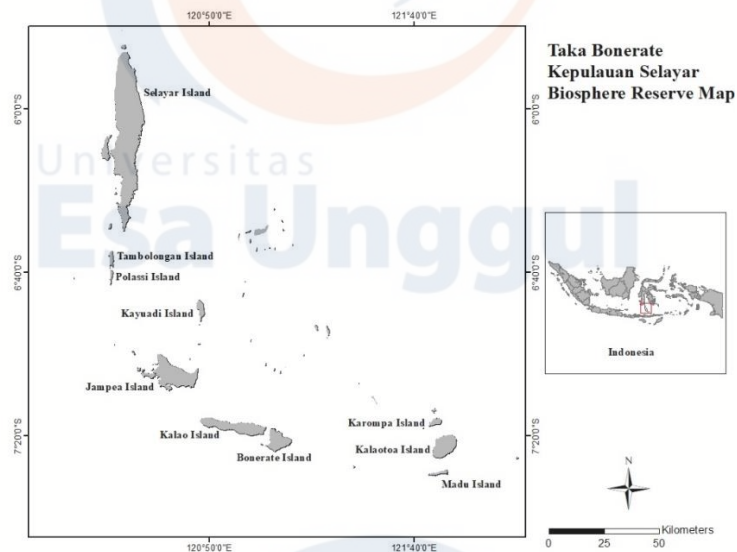 120°50'0"E
121°40'0"E
Taka Bonerate
Kepulauan Selayar
Biosphere Reserve Map
Selayar Island
6°0'0"S
6°0'0"S
Universitas
Esa Unggul
Tambolongan Island
Polassi Island
6°40'0"S
6°40'0"S
Kayuadi Island
Indonesia
Jampea Island
Karompa Island
Kalao Island
7°20'0"S
7°20'0"S
Kalaotoa Island
Bonerate Island
Madu Island
N
Kilometers
0 25 50
120°50'0"E
121°40'0"E